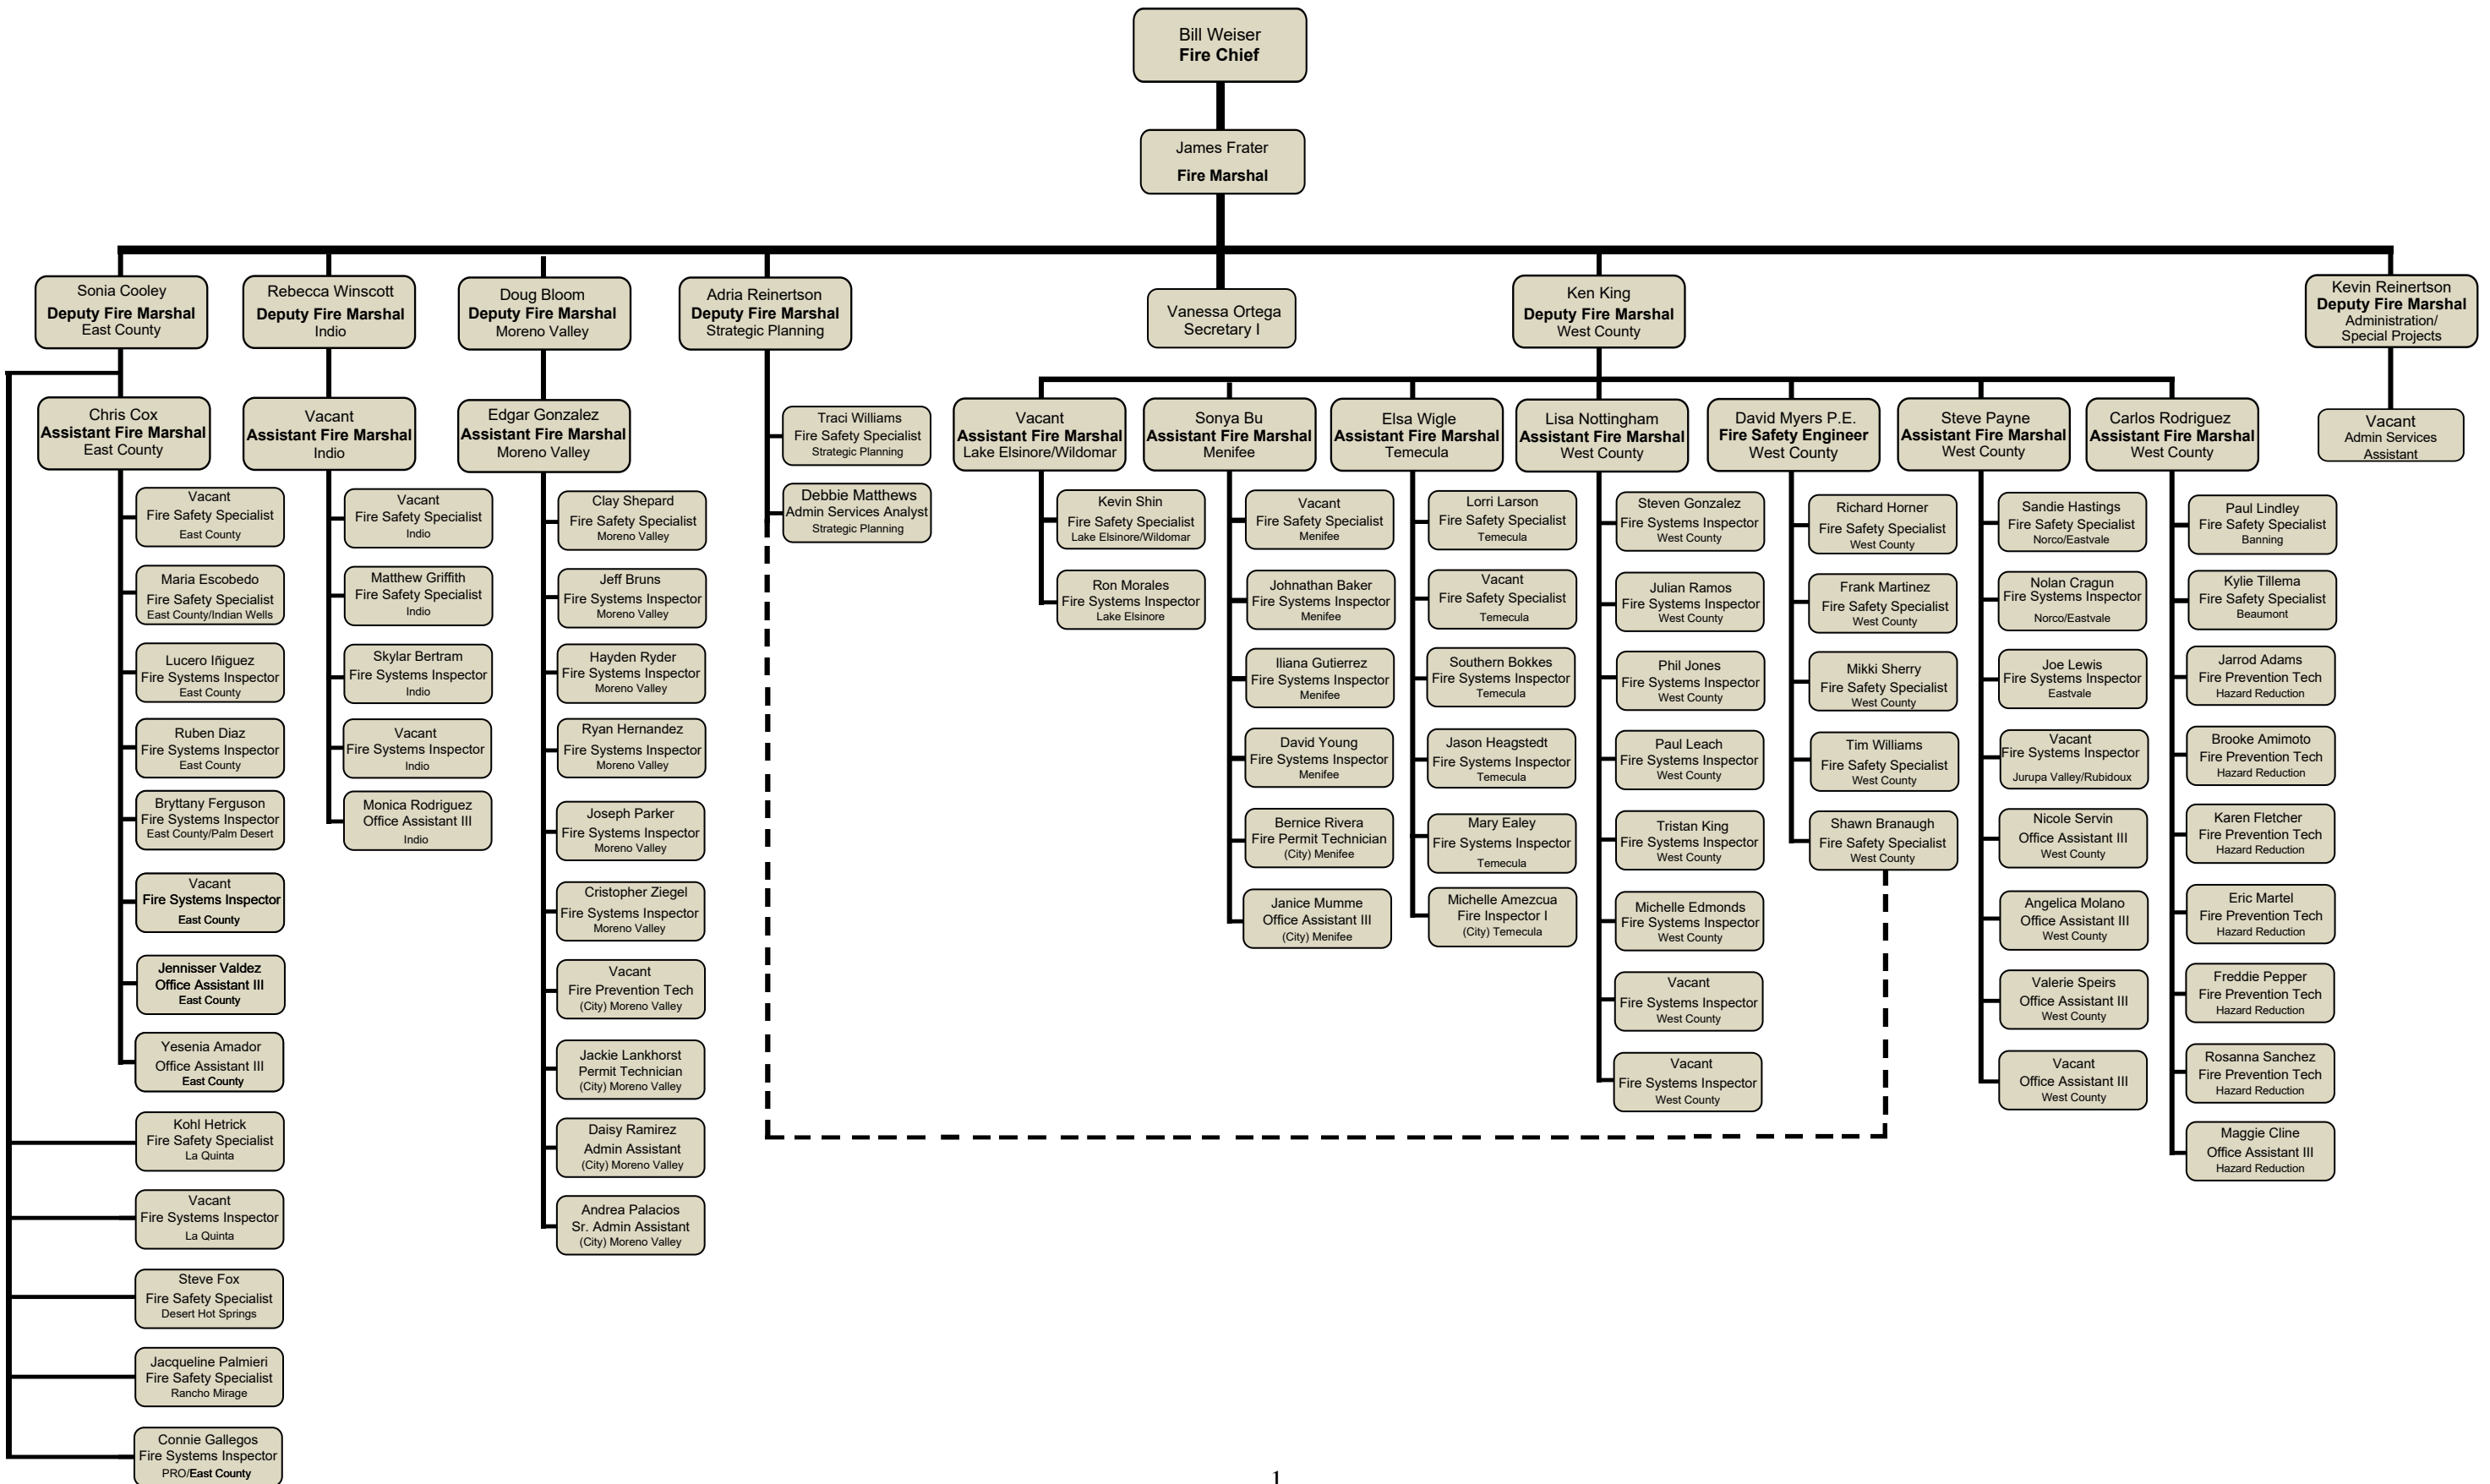 Bill Weiser
Fire Chief
James Frater
Fire Marshal
Sonia Cooley
Deputy Fire Marshal
East County
Rebecca Winscott
Deputy Fire Marshal
Indio
Doug Bloom
Deputy Fire Marshal
Moreno Valley
Adria Reinertson
Deputy Fire Marshal
Strategic Planning
Vanessa Ortega
Secretary I
Ken King
Deputy Fire Marshal
West County
Kevin Reinertson
Deputy Fire Marshal
Administration/
Special Projects
Chris Cox
Assistant Fire Marshal
East County
Vacant
Fire Safety Specialist
East County
Maria Escobedo
Fire Safety Specialist
East County/Indian Wells
Lucero Iñiguez
Fire Systems Inspector
East County
Ruben Diaz
Fire Systems Inspector
East County
Bryttany Ferguson
Fire Systems Inspector
East County/Palm Desert
Vacant
Fire Systems Inspector
East County
Jennisser Valdez
Office Assistant III
East County
Yesenia Amador
Office Assistant III
East County
Kohl Hetrick
Fire Safety Specialist
La Quinta
Vacant
Fire Systems Inspector
La Quinta
Steve Fox
Fire Safety Specialist
Desert Hot Springs
Jacqueline Palmieri
Fire Safety Specialist
Rancho Mirage
Connie Gallegos
Fire Systems Inspector
PRO/East County
Vacant
Assistant Fire Marshal
Indio
Vacant
Fire Safety Specialist
Indio
Matthew Griffith
Fire Safety Specialist
Indio
Skylar Bertram
Fire Systems Inspector
Indio
Vacant
Fire Systems Inspector
Indio
Monica Rodriguez
Office Assistant III
Indio
Edgar Gonzalez
Assistant Fire Marshal
Moreno Valley
Clay Shepard
Fire Safety Specialist
Moreno Valley
Jeff Bruns
Fire Systems Inspector
Moreno Valley
Hayden Ryder
Fire Systems Inspector
Moreno Valley
Ryan Hernandez
Fire Systems Inspector
Moreno Valley
Joseph Parker
Fire Systems Inspector
Moreno Valley
Cristopher Ziegel
Fire Systems Inspector
Moreno Valley
Vacant
Fire Prevention Tech
(City) Moreno Valley
Jackie Lankhorst
Permit Technician
(City) Moreno Valley
Daisy Ramirez
Admin Assistant
(City) Moreno Valley
Andrea Palacios
Sr. Admin Assistant
(City) Moreno Valley
Traci Williams
Fire Safety Specialist
Strategic Planning
Debbie Matthews
Admin Services Analyst
Strategic Planning
Vacant
Assistant Fire Marshal
Lake Elsinore/Wildomar
Kevin Shin
Fire Safety Specialist
Lake Elsinore/Wildomar
Ron Morales
Fire Systems Inspector
Lake Elsinore
Sonya Bu
Assistant Fire Marshal
Menifee
Vacant
Fire Safety Specialist
Menifee
Johnathan Baker
Fire Systems Inspector
Menifee
Iliana Gutierrez
Fire Systems Inspector
Menifee
David Young
Fire Systems Inspector
Menifee
Bernice Rivera
Fire Permit Technician
(City) Menifee
Janice Mumme
Office Assistant III
(City) Menifee
Elsa Wigle
Assistant Fire Marshal
Temecula
Lorri Larson
Fire Safety Specialist
Temecula
Vacant
Fire Safety Specialist
Temecula
Southern Bokkes
Fire Systems Inspector
Temecula
Jason Heagstedt
Fire Systems Inspector
Temecula
Mary Ealey
Fire Systems Inspector
Temecula
Michelle Amezcua
Fire Inspector I
(City) Temecula
Lisa Nottingham
Assistant Fire Marshal
West County
Steven Gonzalez
Fire Systems Inspector
West County
Julian Ramos
Fire Systems Inspector
West County
Phil Jones
Fire Systems Inspector
West County
Paul Leach
Fire Systems Inspector
West County
Tristan King
Fire Systems Inspector
West County
Michelle Edmonds
Fire Systems Inspector
West County
Vacant
Fire Systems Inspector
West County
Vacant
Fire Systems Inspector
West County
David Myers P.E.
Fire Safety Engineer
West County
Richard Horner
Fire Safety Specialist
West County
Frank Martinez
Fire Safety Specialist
West County
Mikki Sherry
Fire Safety Specialist
West County
Tim Williams
Fire Safety Specialist
West County
Shawn Branaugh
Fire Safety Specialist
West County
Steve Payne
Assistant Fire Marshal
West County
Sandie Hastings
Fire Safety Specialist
Norco/Eastvale
Nolan Cragun
Fire Systems Inspector
Norco/Eastvale
Joe Lewis
Fire Systems Inspector
Eastvale
Vacant
Fire Systems Inspector
Jurupa Valley/Rubidoux
Nicole Servin
Office Assistant III
West County
Angelica Molano
Office Assistant III
West County
Valerie Speirs
Office Assistant III
West County
Vacant
Office Assistant III
West County
Carlos Rodriguez
Assistant Fire Marshal
West County
Paul Lindley
Fire Safety Specialist
Banning
Kylie Tillema
Fire Safety Specialist
Beaumont
Jarrod Adams
Fire Prevention Tech
Hazard Reduction
Brooke Amimoto
Fire Prevention Tech
Hazard Reduction
Karen Fletcher
Fire Prevention Tech
Hazard Reduction
Eric Martel
Fire Prevention Tech
Hazard Reduction
Freddie Pepper
Fire Prevention Tech
Hazard Reduction
Rosanna Sanchez
Fire Prevention Tech
Hazard Reduction
Maggie Cline
Office Assistant III
Hazard Reduction
Vacant
Admin Services
Assistant
1